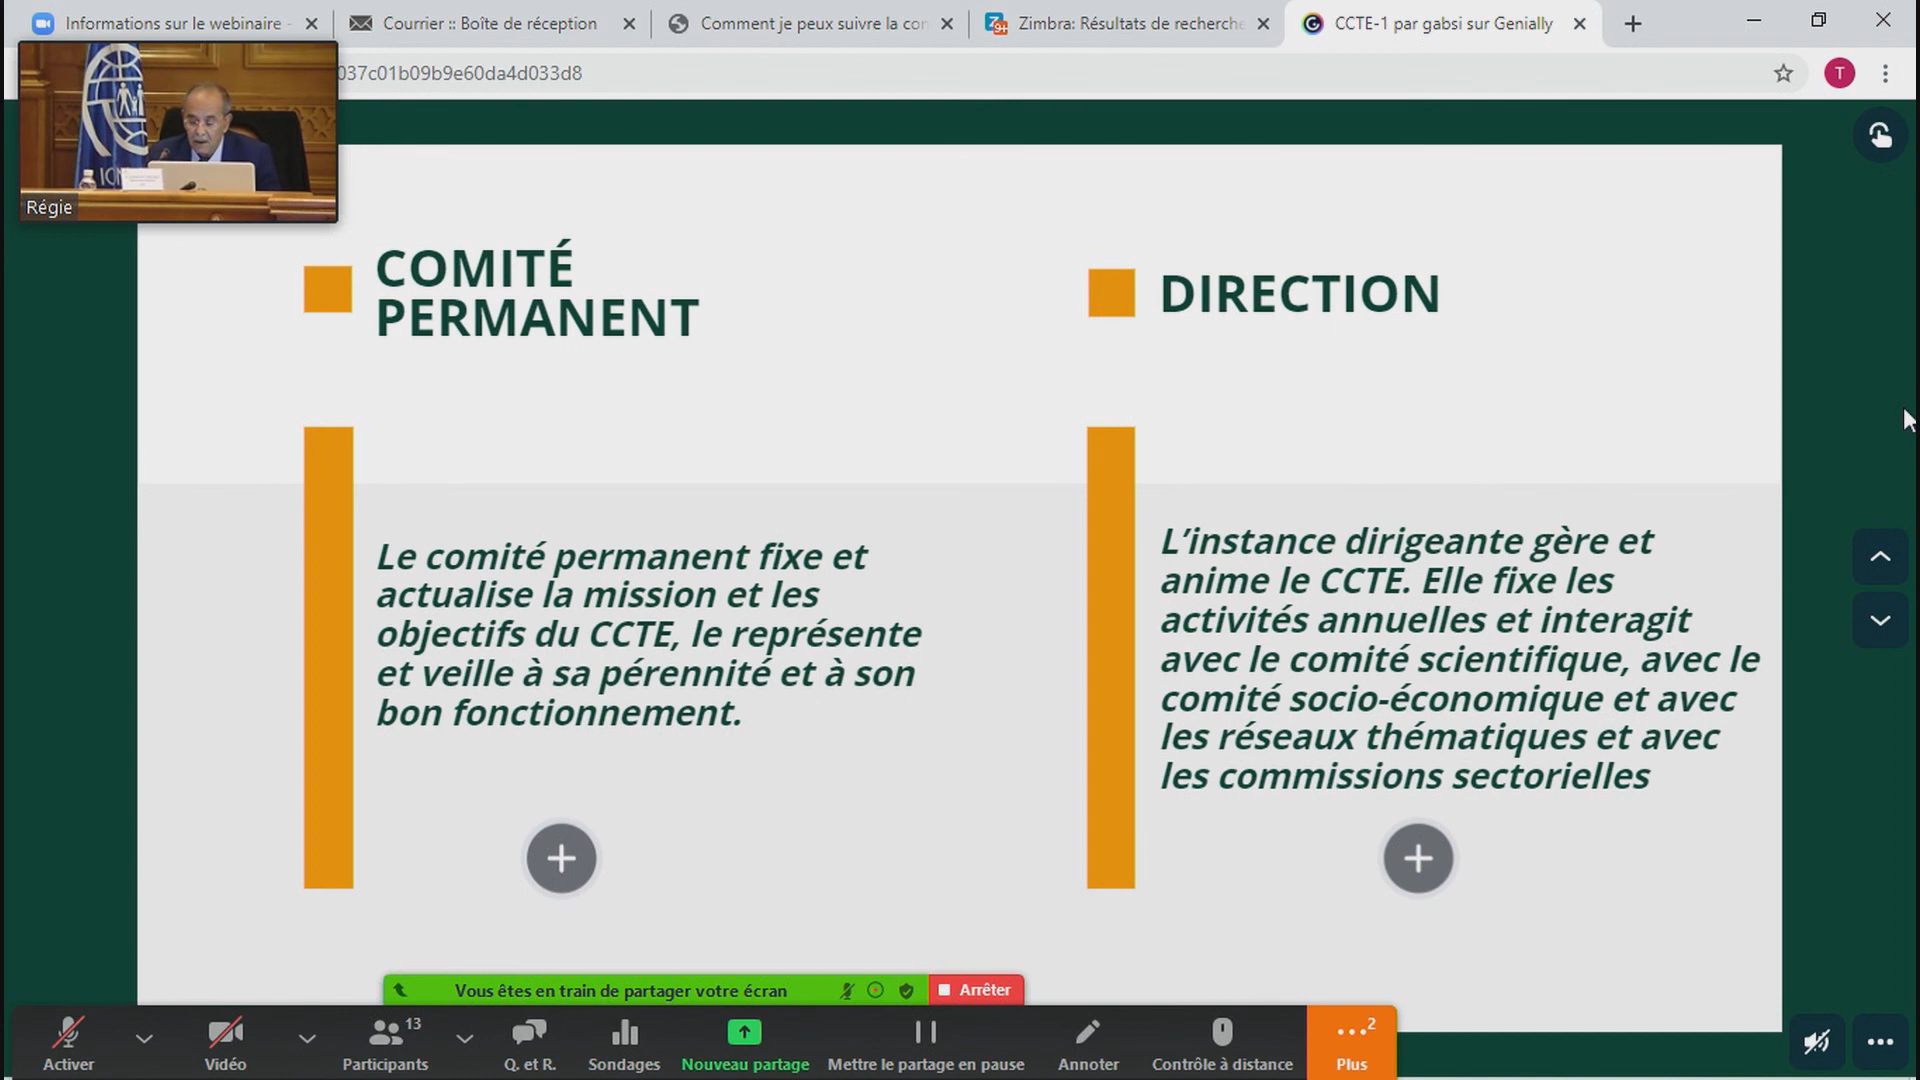 Informations sur le webinaire -
Courrier :: Boîte de réception
Comment je peux suivre la con
Zimbra: Résultats de recherche
CCTE-1 par gabsi sur Genially
037c01b09b9e60da4d033d8
T
Régie
COMITÉ
PERMANENT
DIRECTION
Le comité permanent fixe et
actualise la mission et les
objectifs du CCTE, le représente
et veille à sa pérennité et à son
bon fonctionnement.
L’instance dirigeante gère et
anime le CCTE. Elle fixe les
activités annuelles et interagit
avec le comité scientifique, avec le
comité socio-économique et avec
les réseaux thématiques et avec
les commissions sectorielles
Vous êtes en train de partager votre écran
Arrêter
13
2
Activer
Vidéo
Participants
Q. et R.
Sondages
Nouveau partage
Mettre le partage en pause
Annoter
Contrôle à distance
Plus